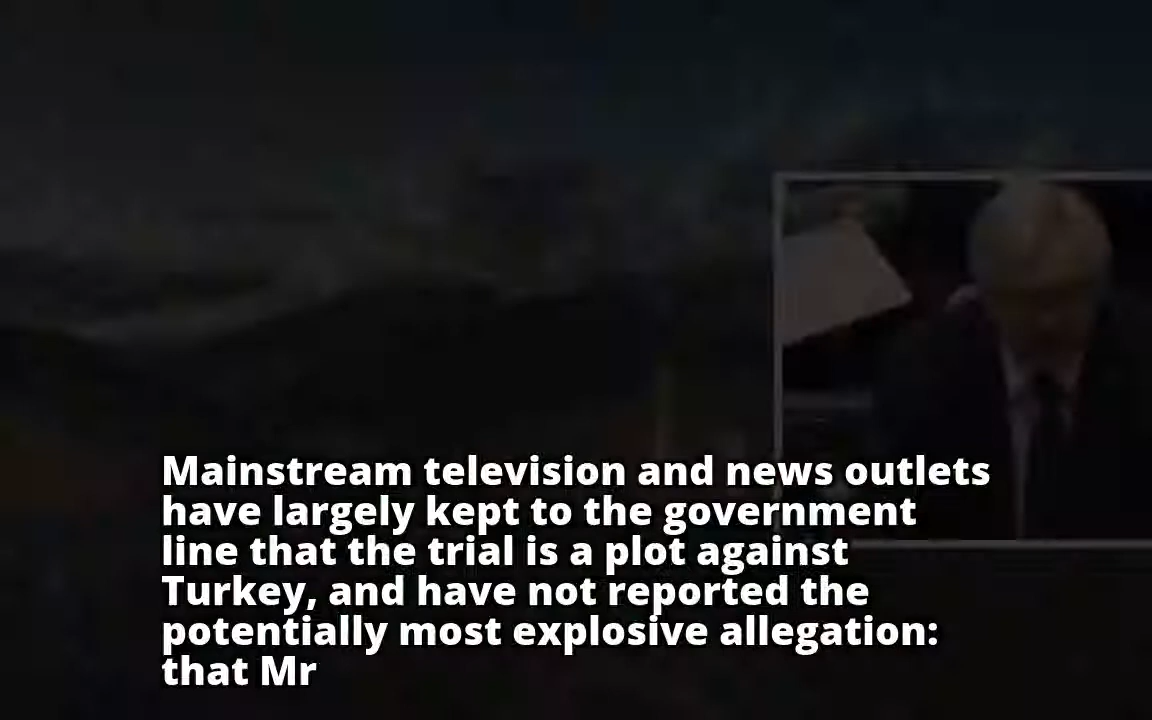 Mainstream television and news outlets
have largely kept to the government
line that the trial is a plot against
Turkey, and have not reported the
potentially most explosive allegation:
that Mr